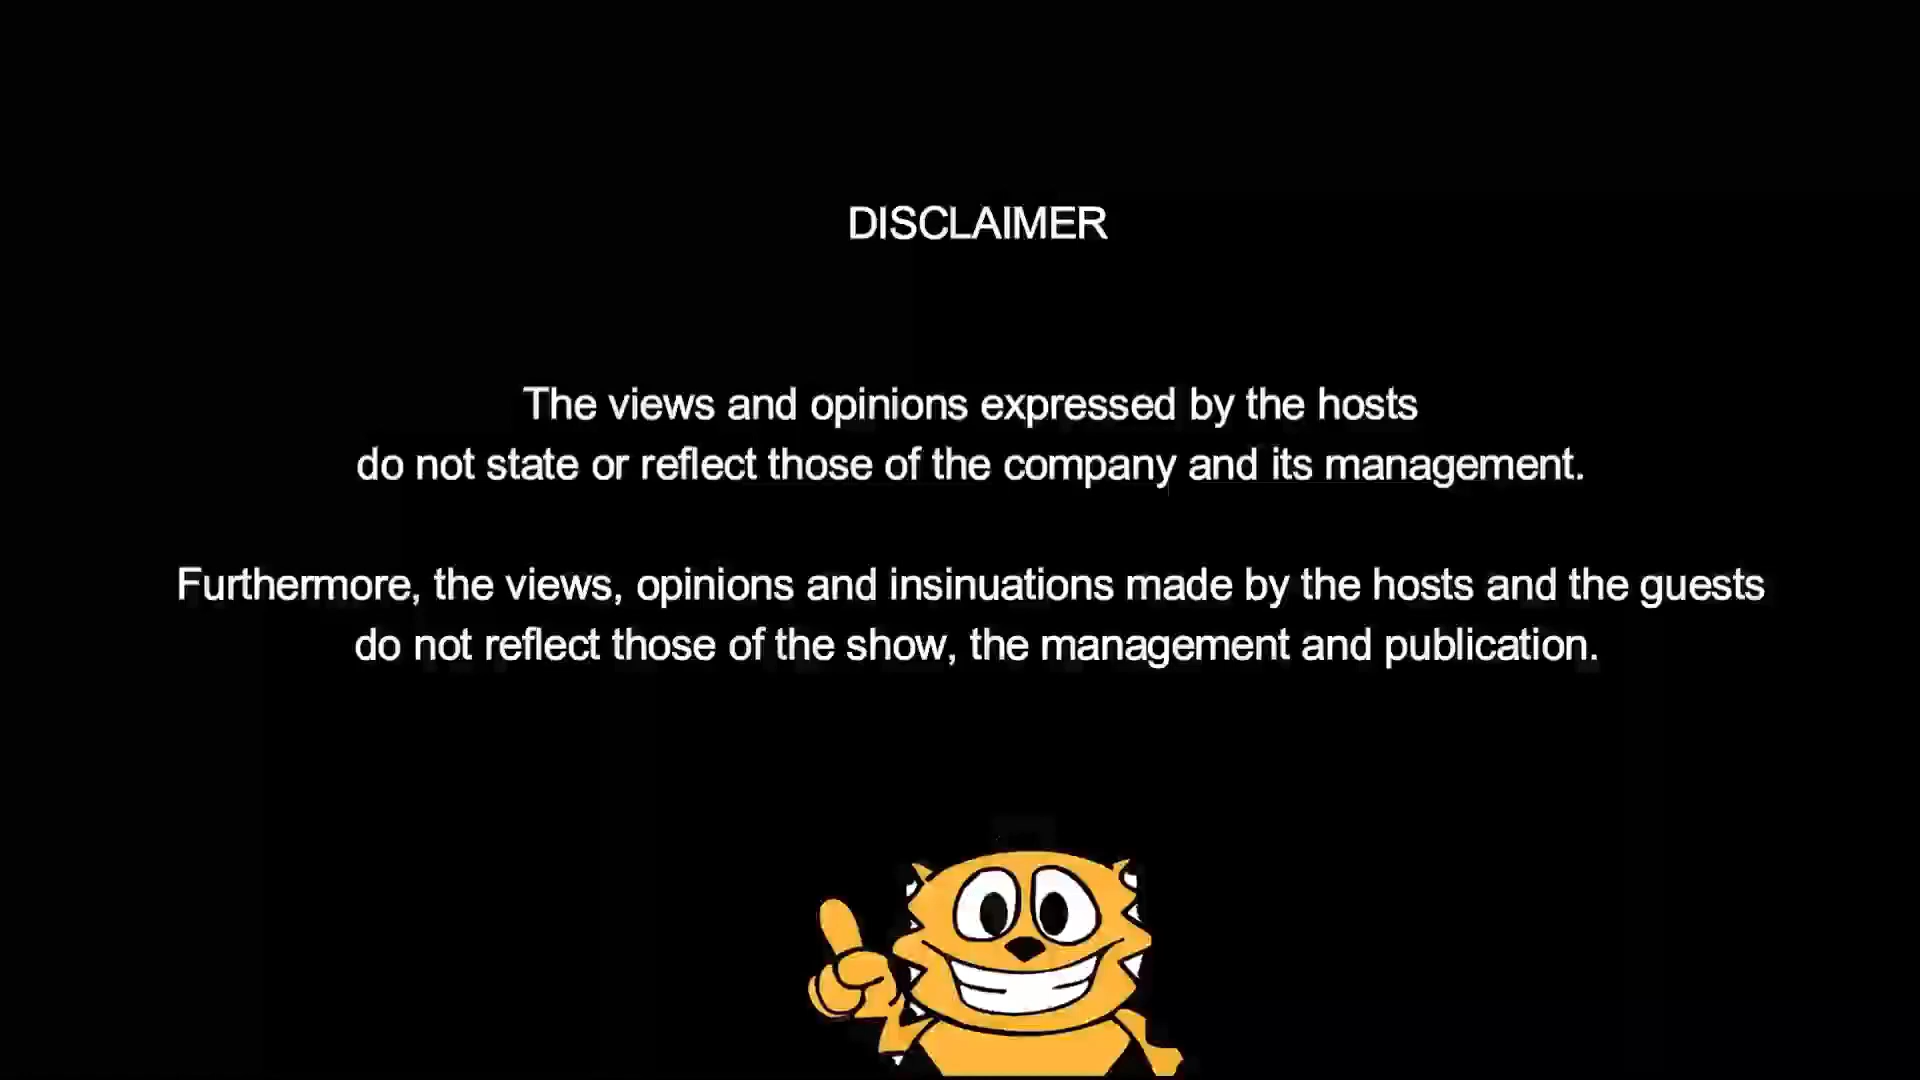 DISCLAIMER
The views and opinions expressed by the hosts
do not state or reflect those of the company and its management.
Furthermore, the views, opinions and insinuations made by the hosts and the guests
do not reflect those of the show, the management and publication.